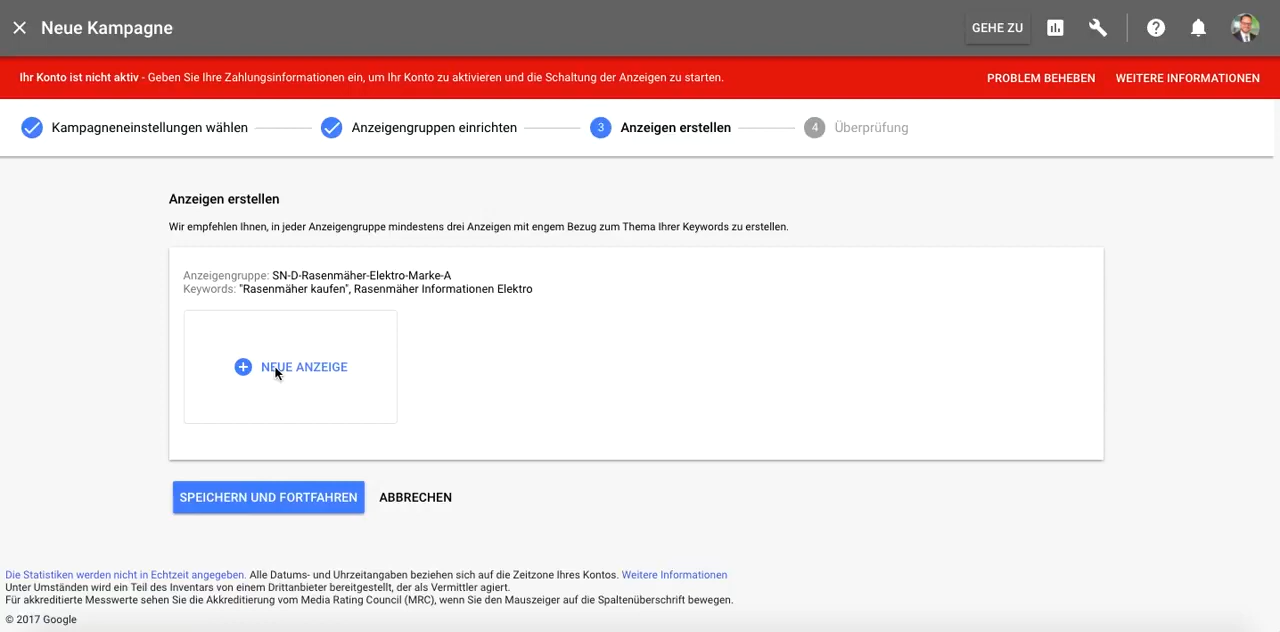 Neue Kampagne
GEHE ZU
Ihr Konto ist nicht aktiv - Geben Sie Ihre Zahlungsinformationen ein, um Ihr Konto zu aktivieren und die Schaltung der Anzeigen zu starten.
PROBLEM BEHEBEN
WEITERE INFORMATIONEN
Kampagneneinstellungen wählen
Anzeigengruppen einrichten
3 Anzeigen erstellen
4 Überprüfung
Anzeigen erstellen
Wir empfehlen Ihnen, in jeder Anzeigengruppe mindestens drei Anzeigen mit engem Bezug zum Thema Ihrer Keywords zu erstellen.
Anzeigengruppe: SN-D-Rasenmäher-Elektro-Marke-A
Keywords: "Rasenmäher kaufen", Rasenmäher Informationen Elektro
NEUE ANZEIGE
SPEICHERN UND FORTFAHREN
ABBRECHEN
Die Statistiken werden nicht in Echtzeit angegeben. Alle Datums- und Uhrzeitangaben beziehen sich auf die Zeitzone Ihres Kontos. Weitere Informationen
Unter Umständen wird ein Teil des Inventars von einem Drittanbieter bereitgestellt, der als Vermittler agiert.
Für akkreditierte Messwerte sehen Sie die Akkreditierung vom Media Rating Council (MRC), wenn Sie den Mauszeiger auf die Spaltenüberschrift bewegen.
© 2017 Google